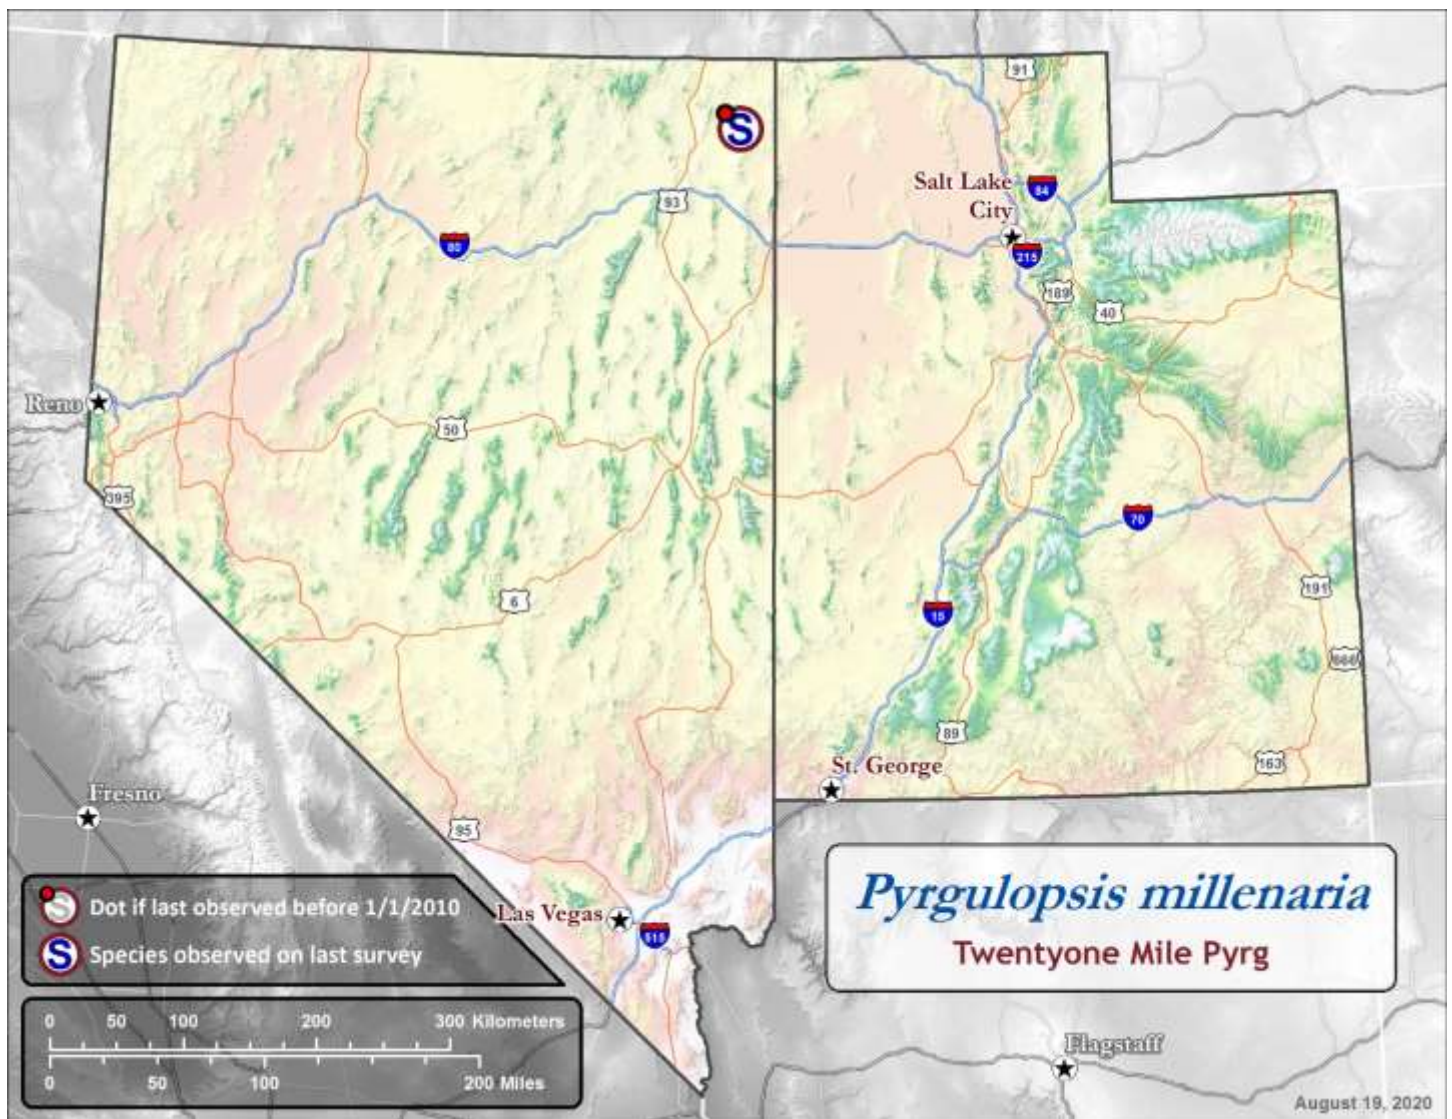 91
S
Salt Lake
City
84
93
80
215
189
40
Reno
50
395
70
6
191
15
666
89
St. George
163
Fresno
95
Pyrgulopsis millenaria
Twentyone Mile Pyrg
S Dot if last observed before 1/1/2010
S Species observed on last survey
Las Vegas
515
0 50 100 200 300 Kilometers
0 50 100 200 Miles
Flagstaff
August 19, 2020